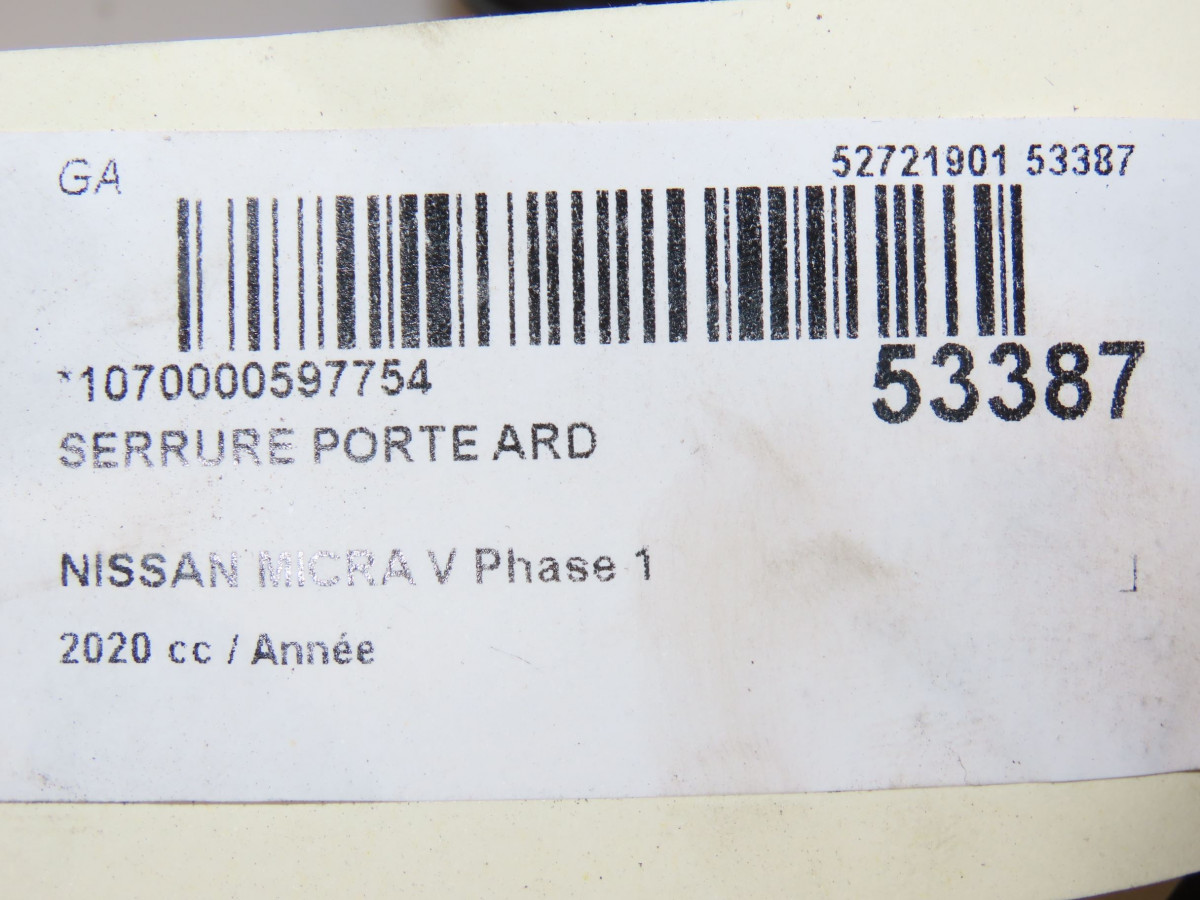 GA
52721901 53387
*1070000597754
53387
SERRURE PORTE ARD
NISSAN MICRA V Phase 1
2020 cc / Année